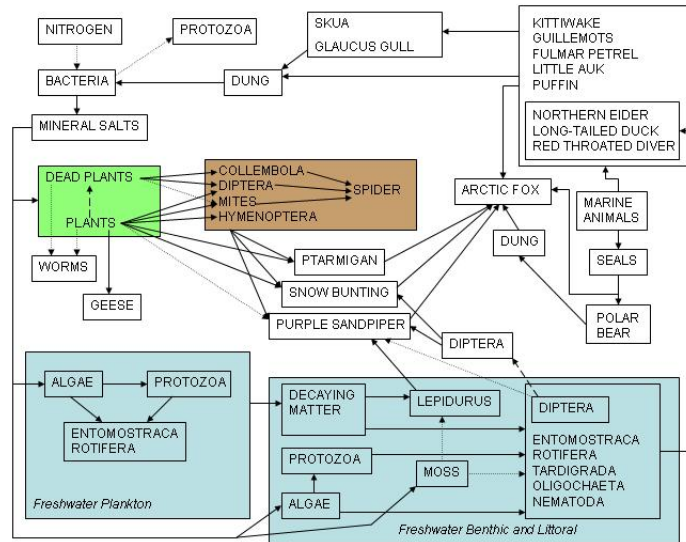 NITROGEN
PROTOZOA
SKUA
GLAUCUS GULL
KITTIWAKE
GUILLEMOTS
FULMAR PETREL
LITTLE AUK
PUFFIN
BACTERIA
DUNG
MINERAL SALTS
NORTHERN EIDER
LONG-TAILED DUCK
RED THROATED DIVER
DEAD PLANTS
PLANTS
COLLEMBOLA
DIPTERA
MITES
HYMENOPTERA
SPIDER
ARCTIC FOX
MARINE
ANIMALS
WORMS
GEESE
PTARMIGAN
SNOW BUNTING
PURPLE SANDPIPER
DUNG
SEALS
POLAR
BEAR
DIPTERA
ALGAE
PROTOZOA
ENTOMOSTRACA
ROTIFERA
Freshwater Plankton
DECAYING
MATTER
LEPIDURUS
DIPTERA
PROTOZOA
MOSS
ALGAE
ENTOMOSTRACA
ROTIFERA
TARDIGRADA
OLIGOCHAETA
NEMATODA
Freshwater Benthic and Littoral